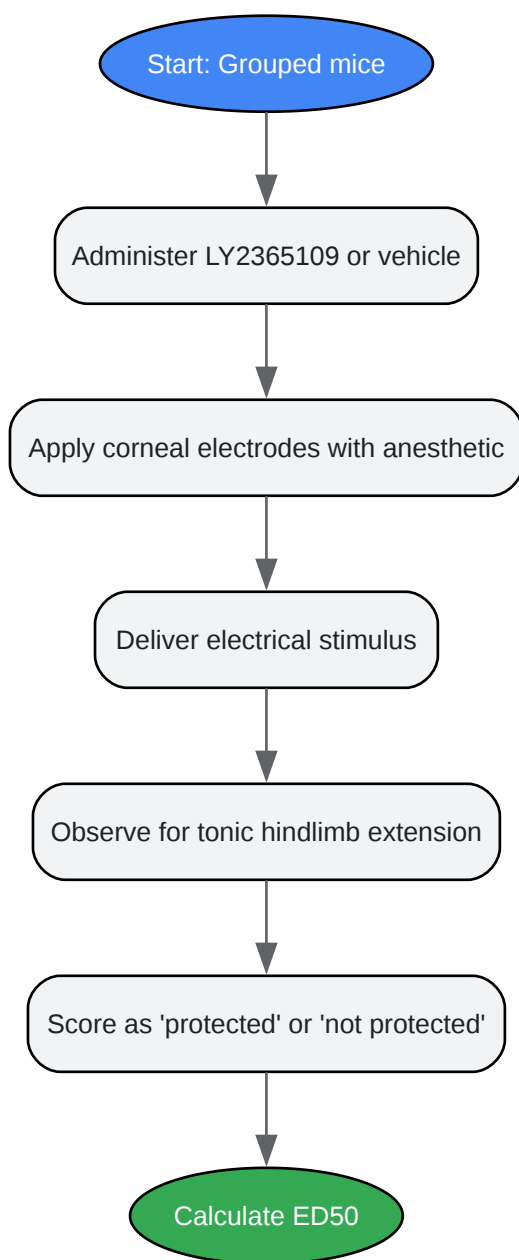 Start: Grouped mice
Administer LY2365109 or vehicle
Apply corneal electrodes with anesthetic
Deliver electrical stimulus
Observe for tonic hindlimb extension
Score as 'protected' or 'not protected'
Calculate ED50